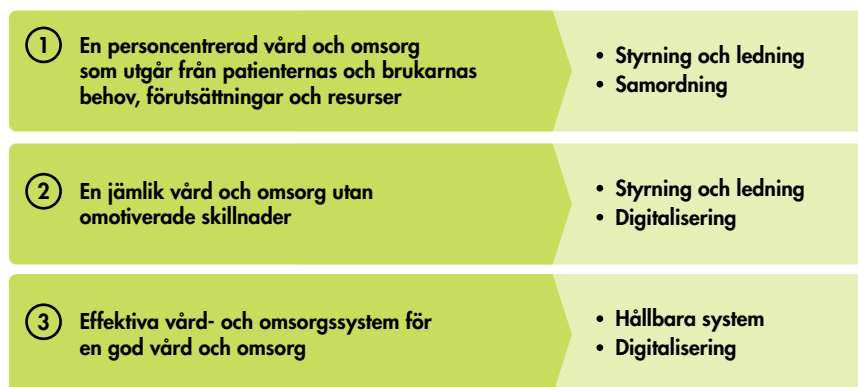 1 En personcentrerad vård och omsorg
som utgår från patienternas och brukarnas
behov, förutsättningar och resurser
• Styrning och ledning
• Samordning
2 En jämlik vård och omsorg utan
omotiverade skillnader
• Styrning och ledning
• Digitalisering
3 Effektiva vård- och omsorgssystem för
en god vård och omsorg
• Hållbara system
• Digitalisering